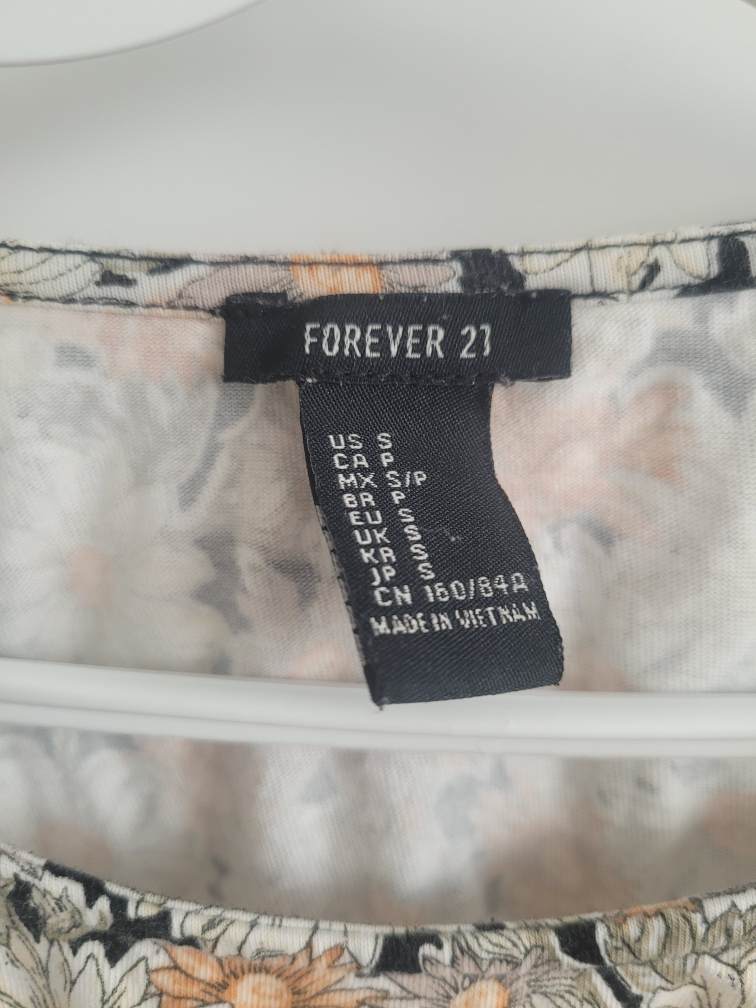 FOREVER 21
US S
CA P
MX S/P
BR P
EU S
UK S
KR S
JP S
CN 160/84A
MADE IN VIETNAM